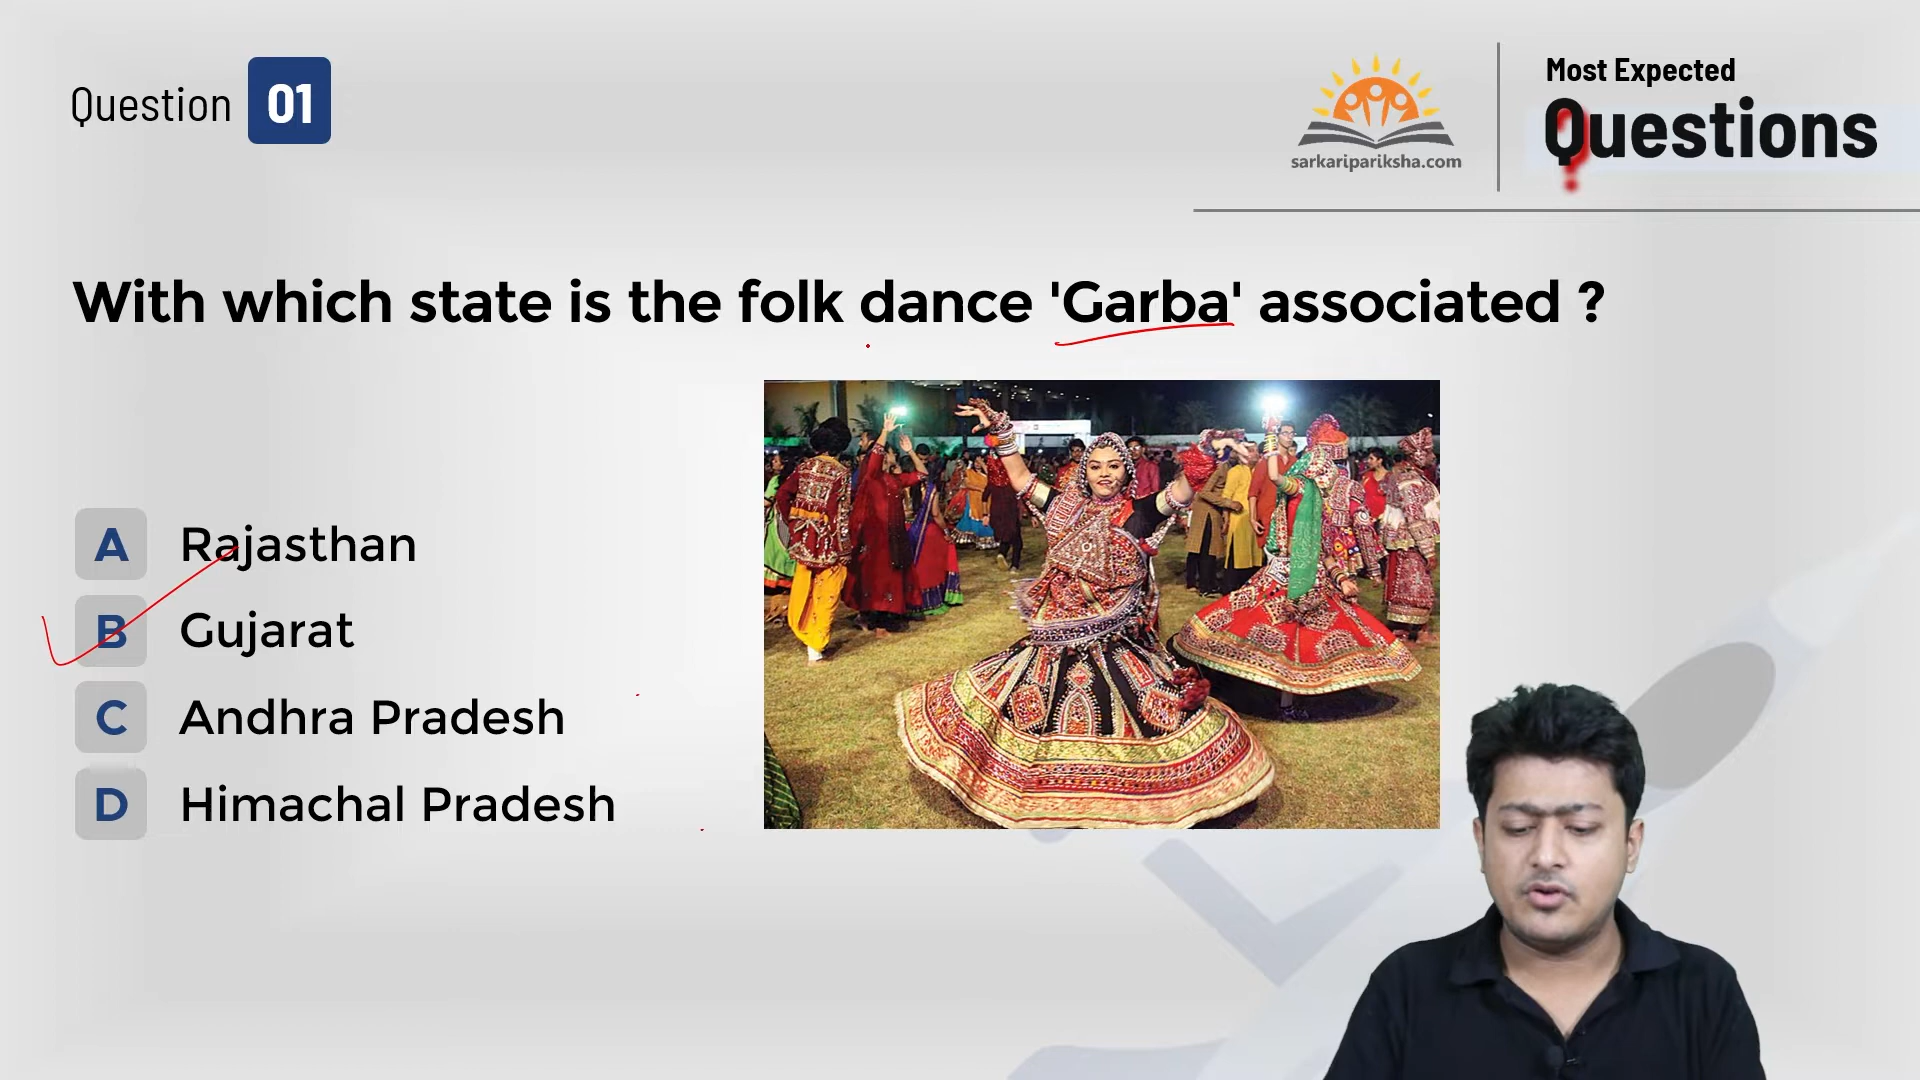 Question 01
sarkaripariksha.com
Most Expected
Questions
With which state is the folk dance 'Garba' associated ?
A Rajasthan
B Gujarat
C Andhra Pradesh
D Himachal Pradesh